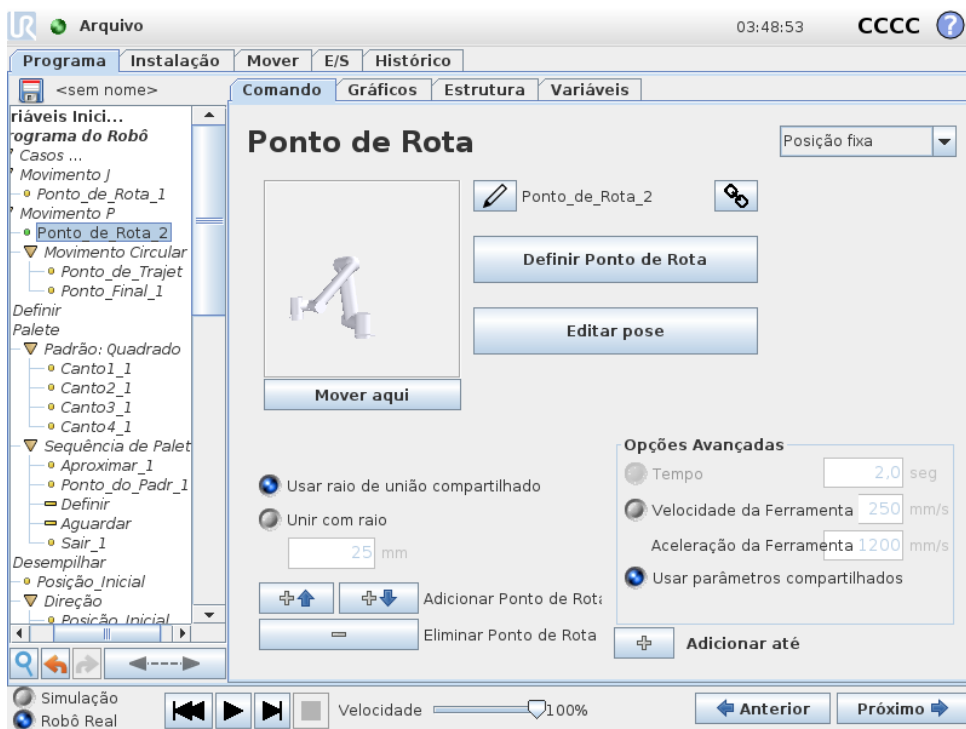 UR Arquivo 03:48:53 CCCC ?
Programa Instalação Mover E/S Histórico
<sem nome>
Comando Gráficos Estrutura Variáveis
riáveis Inici...
rograma do Robô
Casos ...
Movimento J
Ponto_de_Rota_1
Movimento P
Ponto_de_Rota_2
Movimento Circular
Ponto_de_Trajet
Ponto_Final_1
Definir
Palete
Padrão: Quadrado
Canto1_1
Canto2_1
Canto3_1
Canto4_1
Sequência de Palet
Aproximar_1
Ponto_do_Padr_1
Definir
Aguardar
Sair_1
Desempilhar
Posição_Inicial
Direção
Posição_Inicial
Ponto de Rota
Posição fixa
Ponto_de_Rota_2
Definir Ponto de Rota
Editar pose
Mover aqui
Usar raio de união compartilhado
Unir com raio
25 mm
Adicionar Ponto de Rota
Eliminar Ponto de Rota
Opções Avançadas
Tempo 2,0 seg
Velocidade da Ferramenta 250 mm/s
Aceleração da Ferramenta 1200 mm/s
Usar parâmetros compartilhados
Adicionar até
Simulação
Robô Real
Velocidade 100%
Anterior Próximo